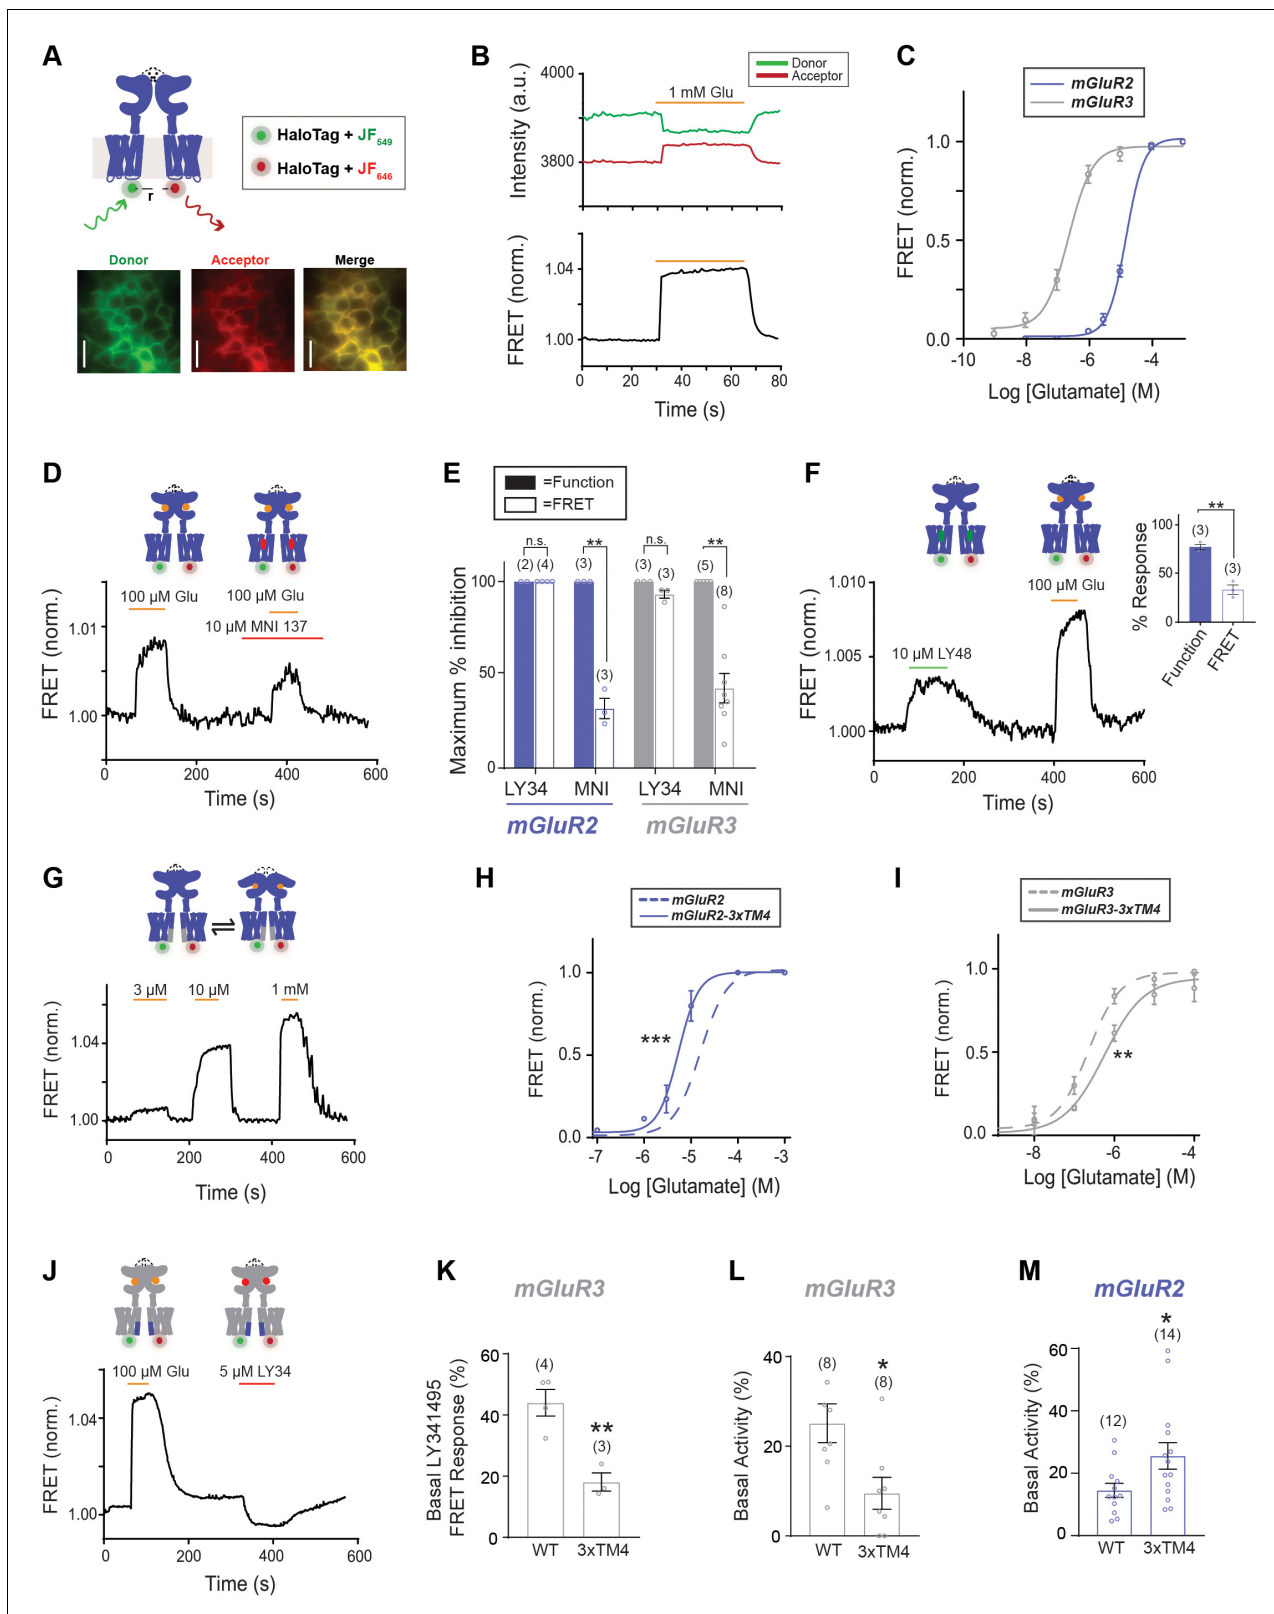 A
HaloTag + JF549
HaloTag + JF646
r
Donor
Acceptor
Merge
B
Donor
Acceptor
4000
3800
Intensity (a.u.)
1 mM Glu
1.04
1.00
FRET (norm.)
0 20 40 60 80
Time (s)
C
mGluR2
mGluR3
1.0
0.5
0.0
FRET (norm.)
-10 -8 -6 -4
Log [Glutamate] (M)
D
100 µM Glu
100 µM Glu
10 µM MNI 137
1.01
1.00
FRET (norm.)
0 200 400 600
Time (s)
E
=Function
=FRET
n.s.
**
n.s.
**
(2) (4) (3) (3) (3) (3) (5) (8)
100
50
0
Maximum % inhibition
LY34 MNI LY34 MNI
mGluR2 mGluR3
F
10 µM LY48
100 µM Glu
1.010
1.005
1.000
FRET (norm.)
0 200 400 600
Time (s)
**
(3)
(3)
100
50
0
% Response
Function
FRET
G
3 µM 10 µM 1 mM
1.04
1.00
FRET (norm.)
0 200 400 600
Time (s)
H
mGluR2
mGluR2-3xTM4
***
1.0
0.5
0.0
FRET (norm.)
-7 -6 -5 -4 -3
Log [Glutamate] (M)
I
mGluR3
mGluR3-3xTM4
**
1.0
0.5
0.0
FRET (norm.)
-8 -6 -4
Log [Glutamate] (M)
J
100 µM Glu
5 µM LY34
1.04
1.00
FRET (norm.)
0 200 400 600
Time (s)
K
mGluR3
60
40
20
0
Basal LY341495
FRET Response (%)
(4)
**
(3)
WT 3xTM4
L
mGluR3
40
20
0
Basal Activity (%)
(8)
*
(8)
WT 3xTM4
M
mGluR2
60
40
20
0
Basal Activity (%)
(12)
*
(14)
WT 3xTM4